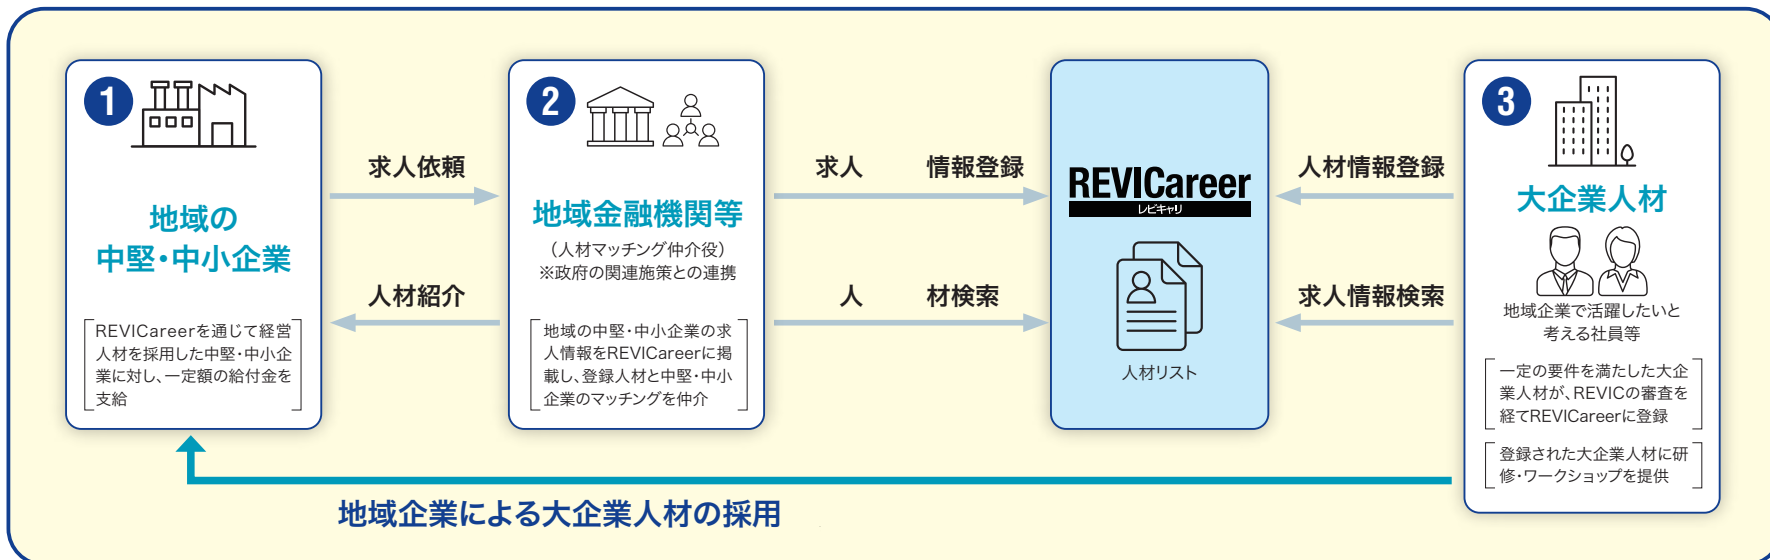 1
地域の
中堅・中小企業
REVICareerを通じて経営
人材を採用した中堅・中小企
業に対し、一定額の給付金を
支給
求人依頼
人材紹介
2
地域金融機関等
（人材マッチング仲介役）
※政府の関連施策との連携
地域の中堅・中小企業の求
人情報をREVICareerに掲
載し、登録人材と中堅・中小
企業のマッチングを仲介
求人 情報登録
人 材検索
REVICareer
レビキャリ
人材リスト
人材情報登録
求人情報検索
3
大企業人材
地域企業で活躍したいと
考える社員等
一定の要件を満たした大企
業人材が、REVICの審査を
経てREVICareerに登録
登録された大企業人材に研
修・ワークショップを提供
地域企業による大企業人材の採用